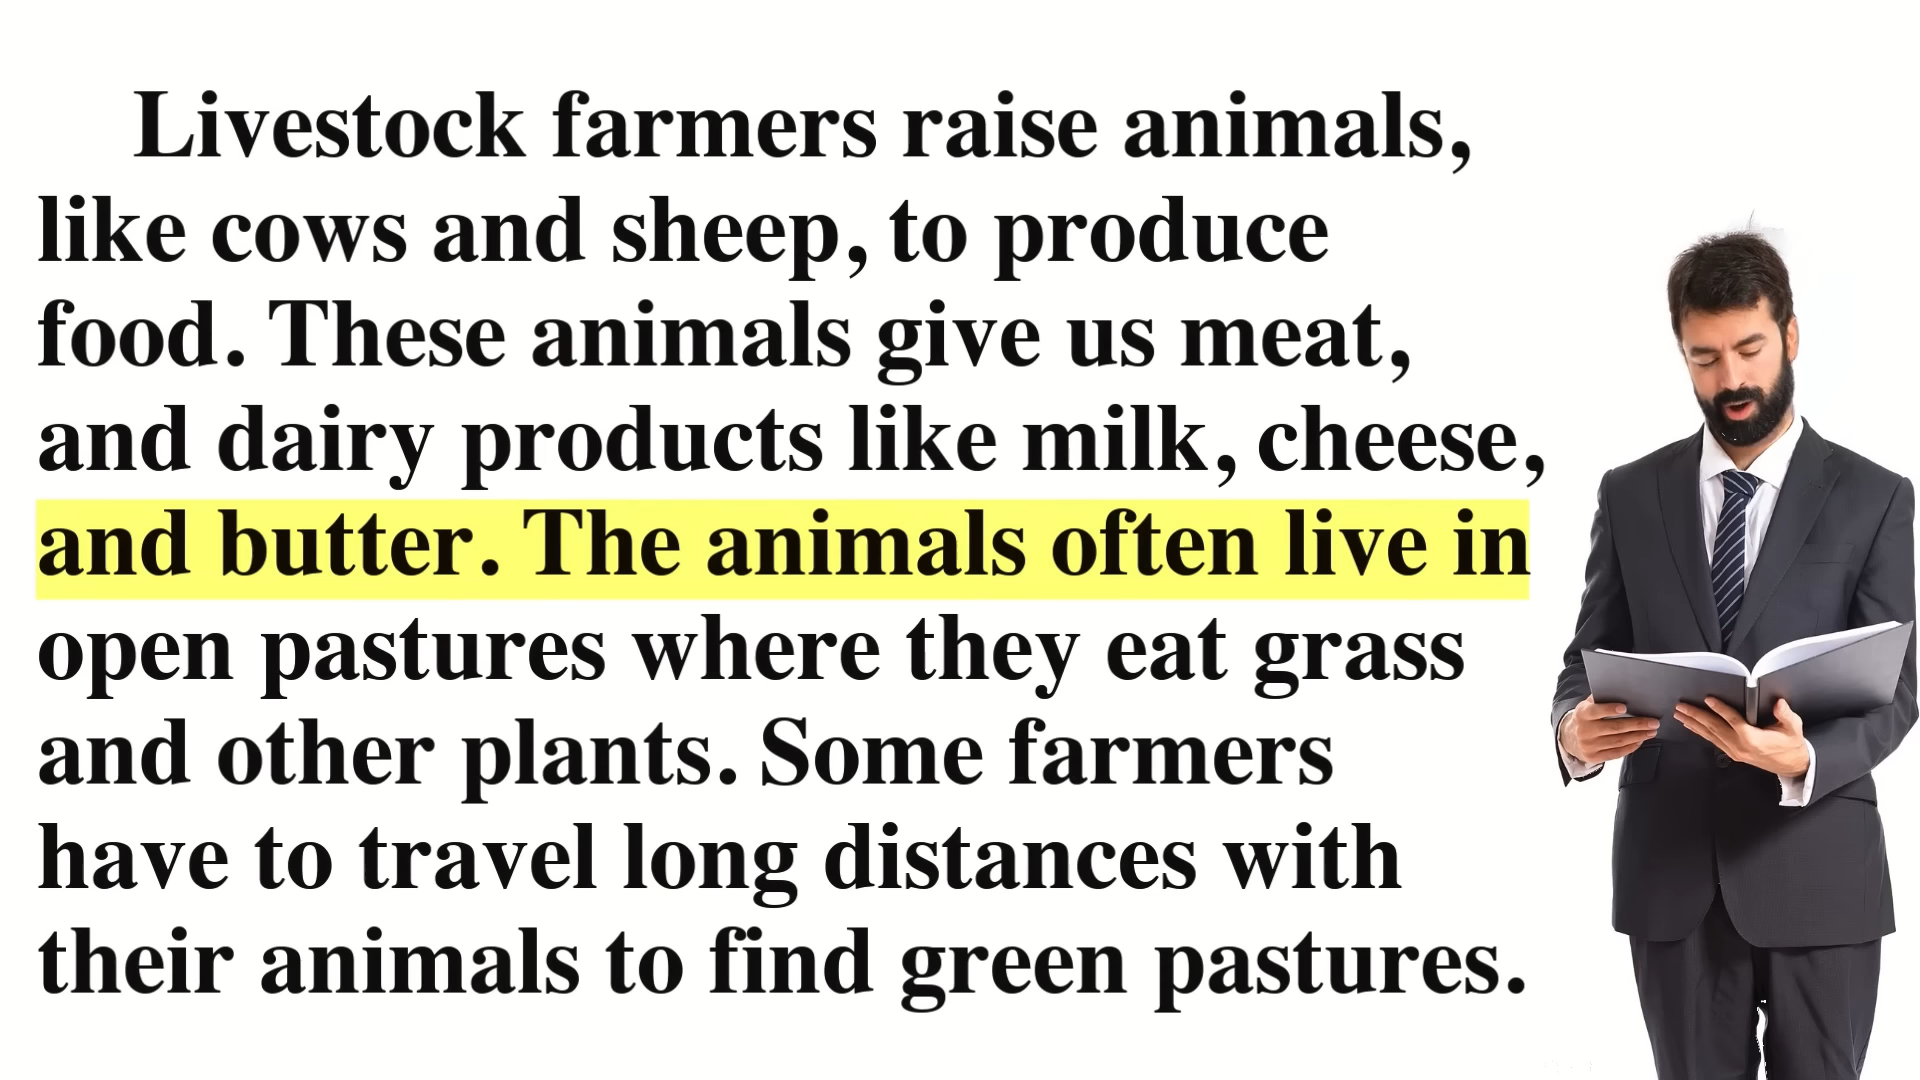 Livestock farmers raise animals,
like cows and sheep, to produce
food. These animals give us meat,
and dairy products like milk, cheese,
and butter. The animals often live in
open pastures where they eat grass
and other plants. Some farmers
have to travel long distances with
their animals to find green pastures.